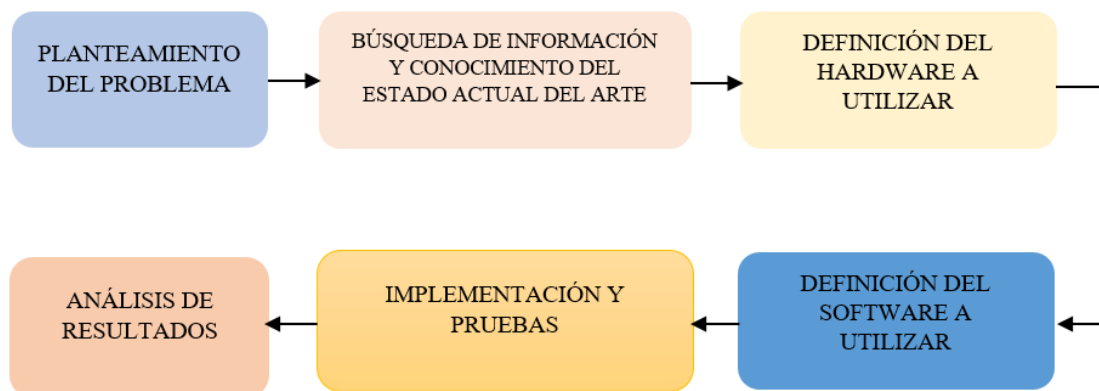 PLANTEAMIENTO
DEL PROBLEMA
BÚSQUEDA DE INFORMACIÓN
Y CONOCIMIENTO DEL
ESTADO ACTUAL DEL ARTE
DEFINICIÓN DEL
HARDWARE A
UTILIZAR
DEFINICIÓN DEL
SOFTWARE A
UTILIZAR
IMPLEMENTACIÓN Y
PRUEBAS
ANÁLISIS DE
RESULTADOS